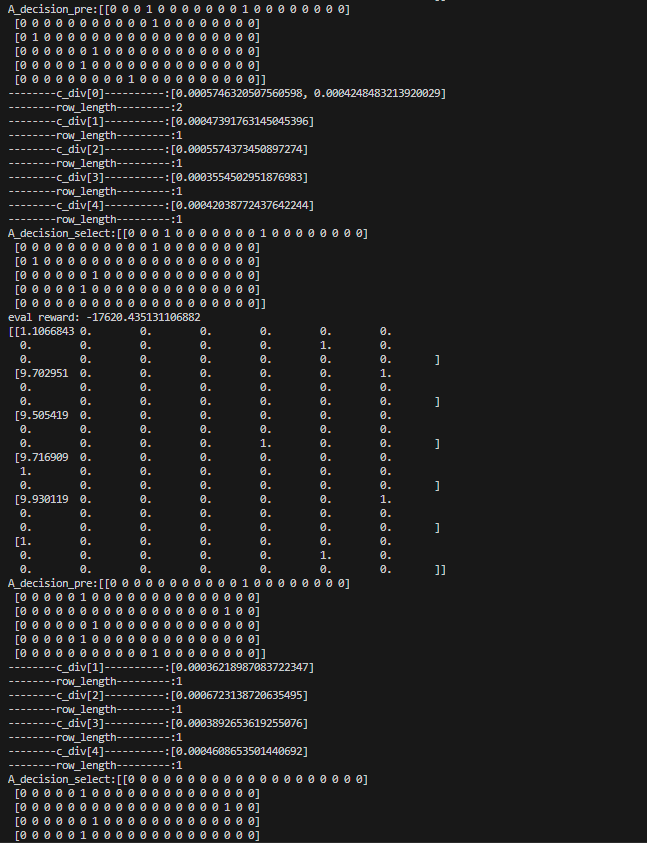 A_decision_pre:[[0 0 0 1 0 0 0 0 0 0 0 1 0 0 0 0 0 0 0 0]
[0 0 0 0 0 0 0 0 0 0 0 1 0 0 0 0 0 0 0 0]
[0 1 0 0 0 0 0 0 0 0 0 0 0 0 0 0 0 0 0 0]
[0 0 0 0 0 0 1 0 0 0 0 0 0 0 0 0 0 0 0 0]
[0 0 0 0 0 1 0 0 0 0 0 0 0 0 0 0 0 0 0 0]
[0 0 0 0 0 0 0 0 0 1 0 0 0 0 0 0 0 0 0 0]]
--------c_div[0]----------:[0.0005746320507560598, 0.0004248483213920029]
--------row_length---------:2
--------c_div[1]----------:[0.00047391763145045396]
--------row_length---------:1
--------c_div[2]----------:[0.0005574373450897274]
--------row_length---------:1
--------c_div[3]----------:[0.0003554502951876983]
--------row_length---------:1
--------c_div[4]----------:[0.00042038772437642244]
--------row_length---------:1
A_decision_select:[[0 0 0 1 0 0 0 0 0 0 0 1 0 0 0 0 0 0 0 0]
[0 0 0 0 0 0 0 0 0 0 0 1 0 0 0 0 0 0 0 0]
[0 1 0 0 0 0 0 0 0 0 0 0 0 0 0 0 0 0 0 0]
[0 0 0 0 0 0 1 0 0 0 0 0 0 0 0 0 0 0 0 0]
[0 0 0 0 0 1 0 0 0 0 0 0 0 0 0 0 0 0 0 0]
[0 0 0 0 0 0 0 0 0 0 0 0 0 0 0 0 0 0 0 0]]
eval reward: -17620.435131106882
[[1.1066843 0. 0. 0. 0. 0. 0.
0. 0. 0. 0. 0. 1. 0.
0. 0. 0. 0. 0. 0. 0. ]
[9.702951 0. 0. 0. 0. 0. 1.
0. 0. 0. 0. 0. 0. 0.
0. 0. 0. 0. 0. 0. 0. ]
[9.505419 0. 0. 0. 0. 0. 0.
0. 0. 0. 0. 0. 0. 0.
0. 0. 0. 0. 1. 0. 0. ]
[9.716909 0. 0. 0. 0. 0. 0.
1. 0. 0. 0. 0. 0. 0.
0. 0. 0. 0. 0. 0. 0. ]
[9.930119 0. 0. 0. 0. 0. 1.
0. 0. 0. 0. 0. 0. 0.
0. 0. 0. 0. 0. 0. 0. ]
[1. 0. 0. 0. 0. 0. 0.
0. 0. 0. 0. 0. 1. 0.
0. 0. 0. 0. 0. 0. 0. ]]
A_decision_pre:[[0 0 0 0 0 0 0 0 0 0 0 1 0 0 0 0 0 0 0 0]
[0 0 0 0 0 1 0 0 0 0 0 0 0 0 0 0 0 0 0 0]
[0 0 0 0 0 0 0 0 0 0 0 0 0 0 0 0 0 1 0 0]
[0 0 0 0 0 0 1 0 0 0 0 0 0 0 0 0 0 0 0 0]
[0 0 0 0 0 1 0 0 0 0 0 0 0 0 0 0 0 0 0 0]
[0 0 0 0 0 0 0 0 0 0 0 1 0 0 0 0 0 0 0 0]]
--------c_div[1]----------:[0.00036218987083722347]
--------row_length---------:1
--------c_div[2]----------:[0.0006723138720635495]
--------row_length---------:1
--------c_div[3]----------:[0.0003892653619255076]
--------row_length---------:1
--------c_div[4]----------:[0.0004608653501440692]
--------row_length---------:1
A_decision_select:[[0 0 0 0 0 0 0 0 0 0 0 0 0 0 0 0 0 0 0 0]
[0 0 0 0 0 1 0 0 0 0 0 0 0 0 0 0 0 0 0 0]
[0 0 0 0 0 0 0 0 0 0 0 0 0 0 0 0 0 1 0 0]
[0 0 0 0 0 0 1 0 0 0 0 0 0 0 0 0 0 0 0 0]
[0 0 0 0 0 1 0 0 0 0 0 0 0 0 0 0 0 0 0 0]